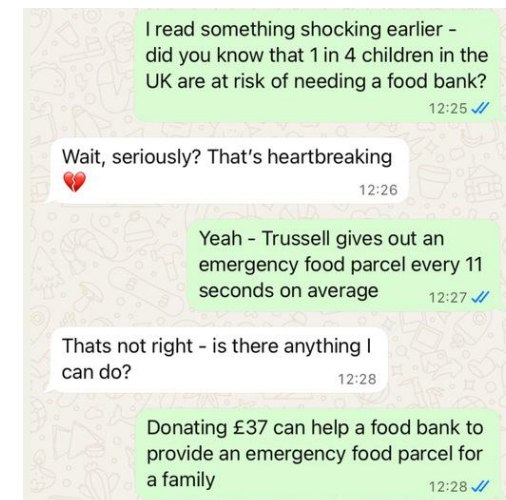 I read something shocking earlier -
did you know that 1 in 4 children in the
UK are at risk of needing a food bank?
12:25
Wait, seriously? That's heartbreaking
💔
12:26
Yeah - Trussell gives out an
emergency food parcel every 11
seconds on average
12:27
Thats not right - is there anything I
can do?
12:28
Donating £37 can help a food bank to
provide an emergency food parcel for
a family
12:28